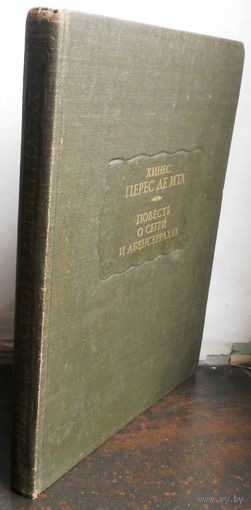 ХИНЕС
ПЕРЕС ДЕ ИТА
ПОВЕСТЬ
О СЕГРИ
И АБЕНСЕРРАХАХ
www.ay.by